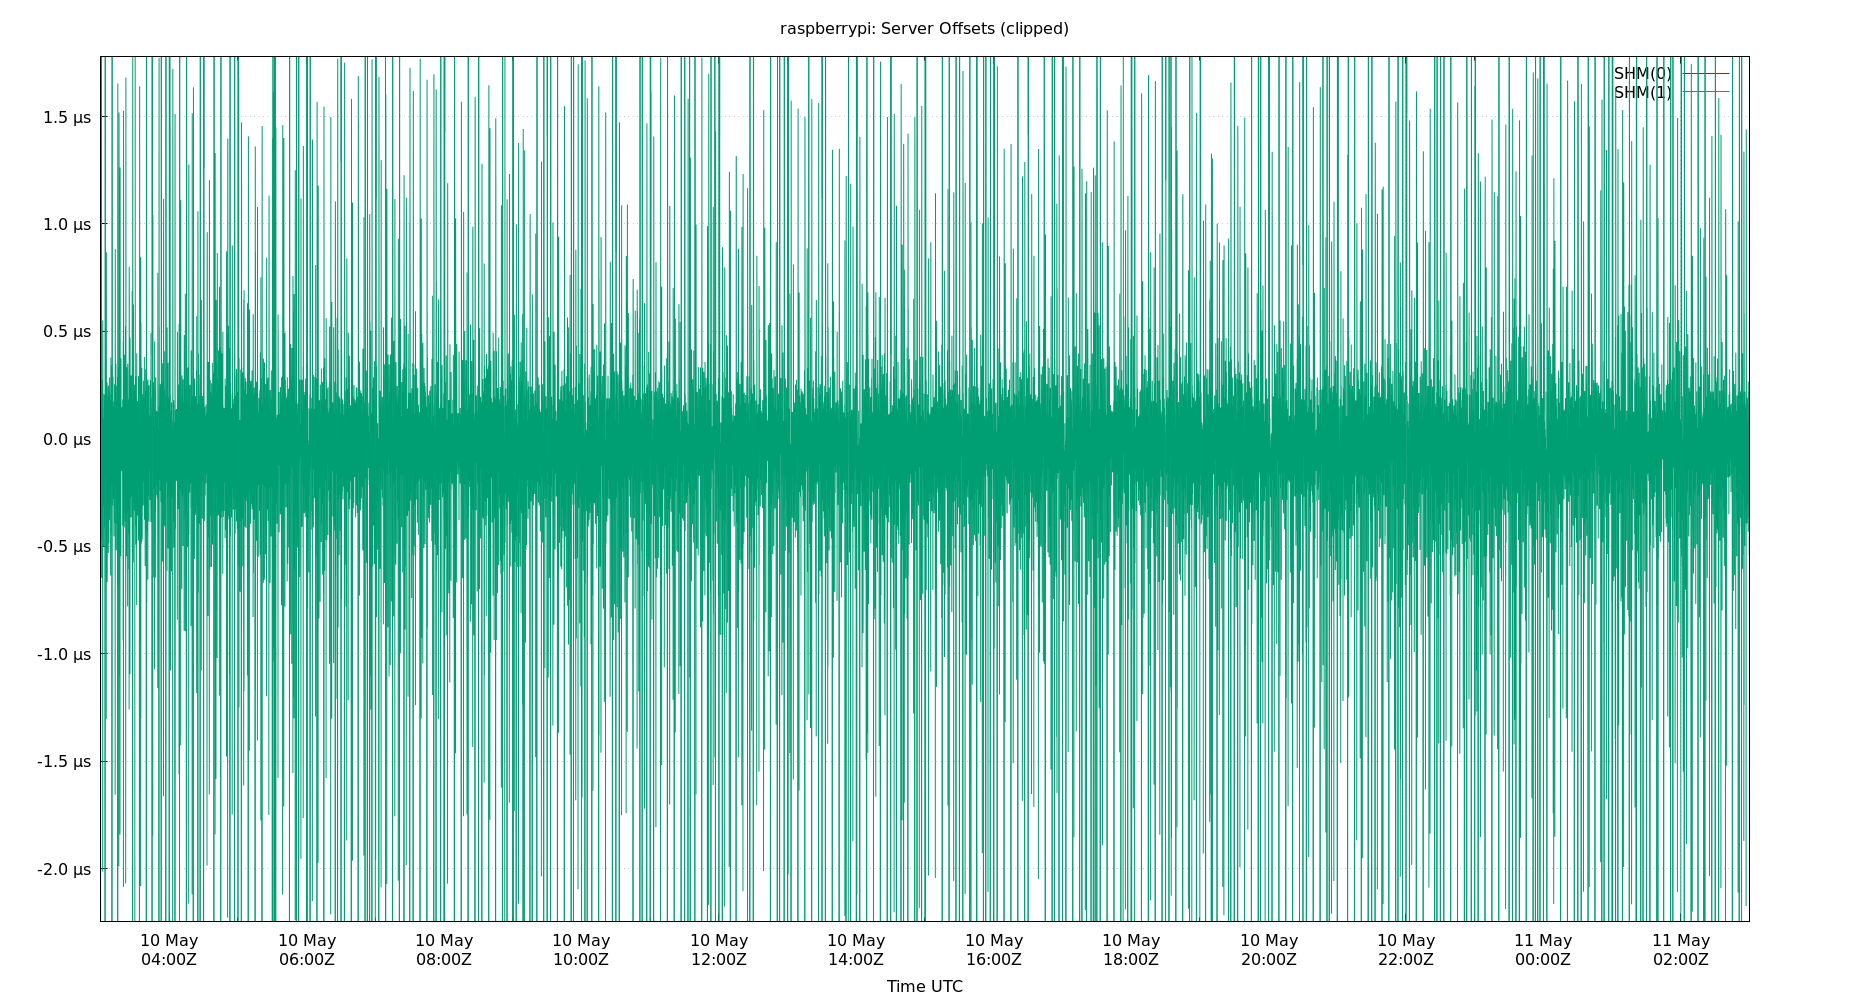 raspberrypi: Server Offsets (clipped)
SHM(0)
SHM(1)
1.5 µs
1.0 µs
0.5 µs
0.0 µs
-0.5 µs
-1.0 µs
-1.5 µs
-2.0 µs
10 May 10 May 10 May 10 May 10 May 10 May 10 May 10 May 10 May 10 May 11 May 11 May
04:00Z 06:00Z 08:00Z 10:00Z 12:00Z 14:00Z 16:00Z 18:00Z 20:00Z 22:00Z 00:00Z 02:00Z
Time UTC